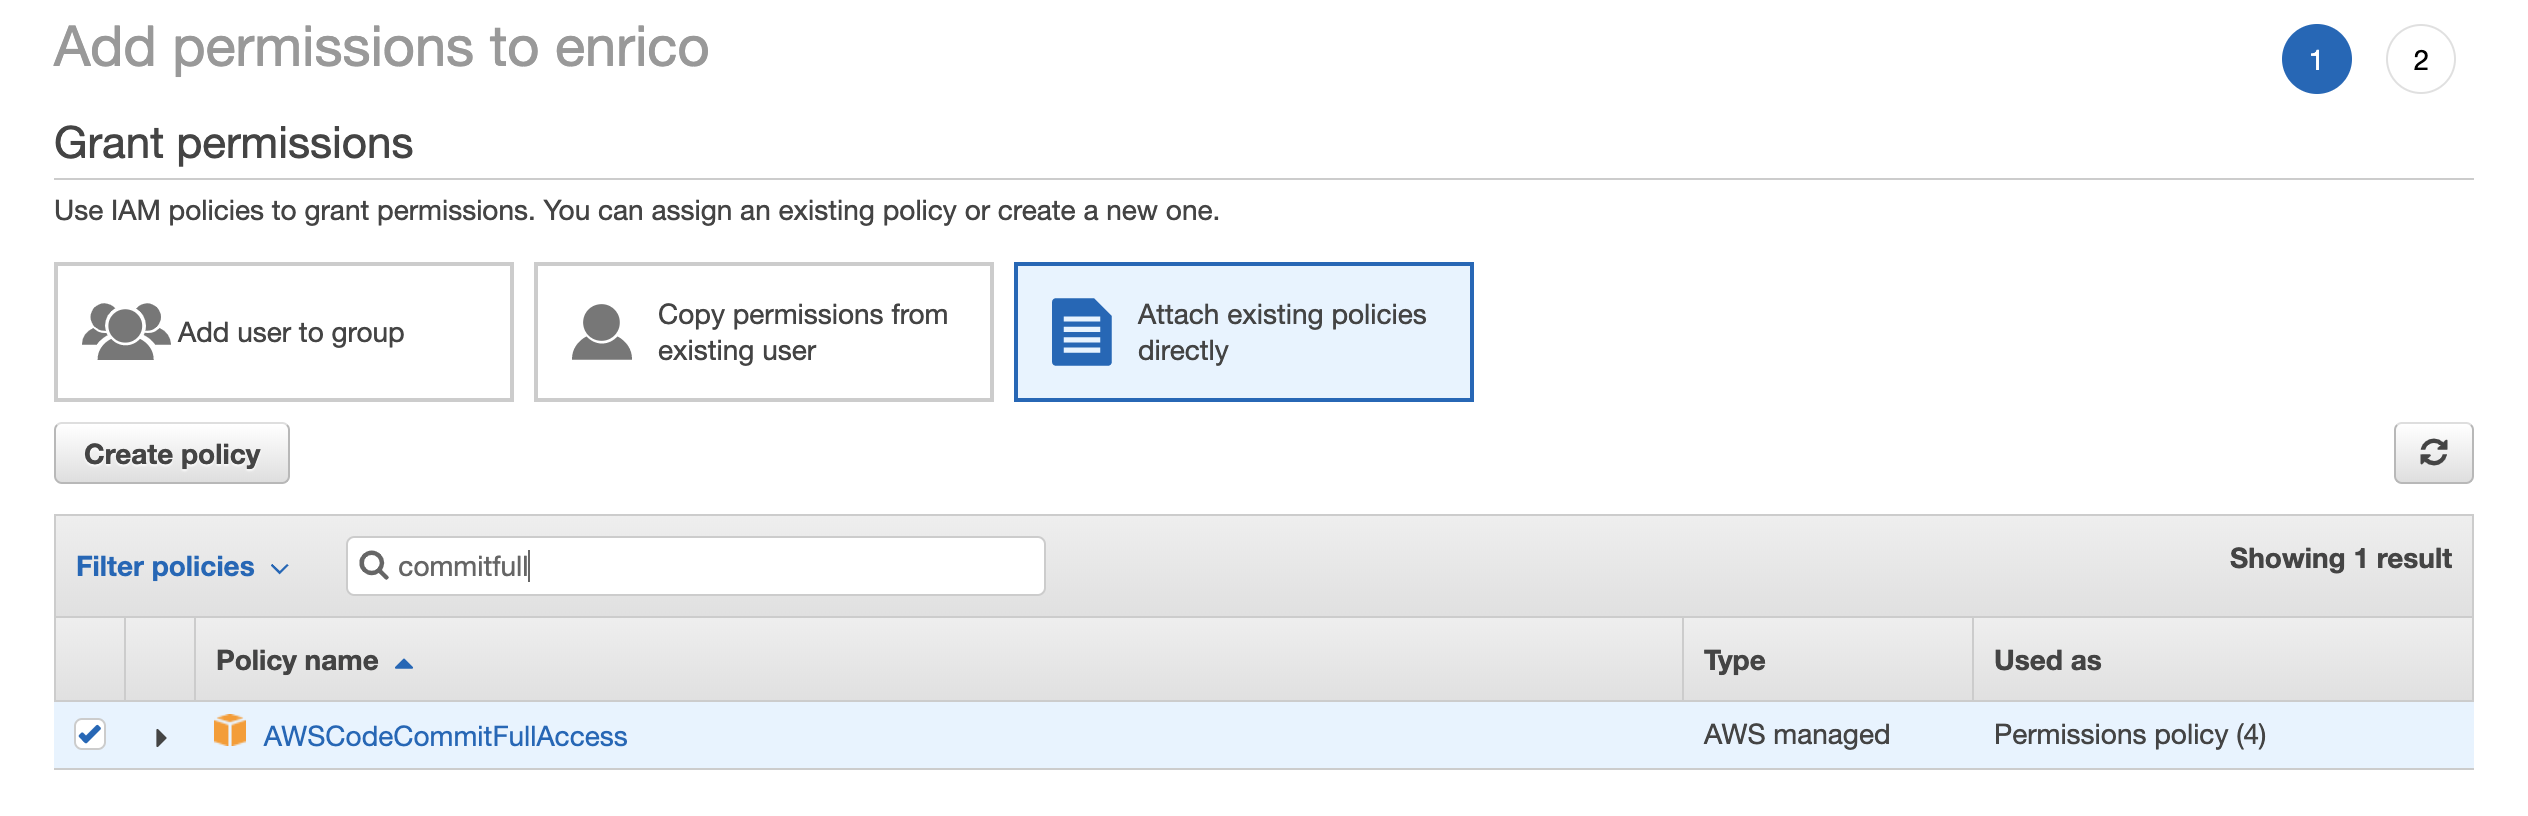 Add permissions to enrico
1
2
Grant permissions
Use IAM policies to grant permissions. You can assign an existing policy or create a new one.
Add user to group
Copy permissions from
existing user
Attach existing policies
directly
Create policy
Filter policies
commitfull
Showing 1 result
Policy name
Type
Used as
AWSCodeCommitFullAccess
AWS managed
Permissions policy (4)